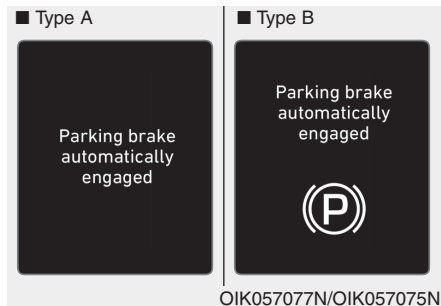 ■ Type A
Parking brake
automatically
engaged
■ Type B
Parking brake
automatically
engaged
P
OIK057077N/OIK057075N